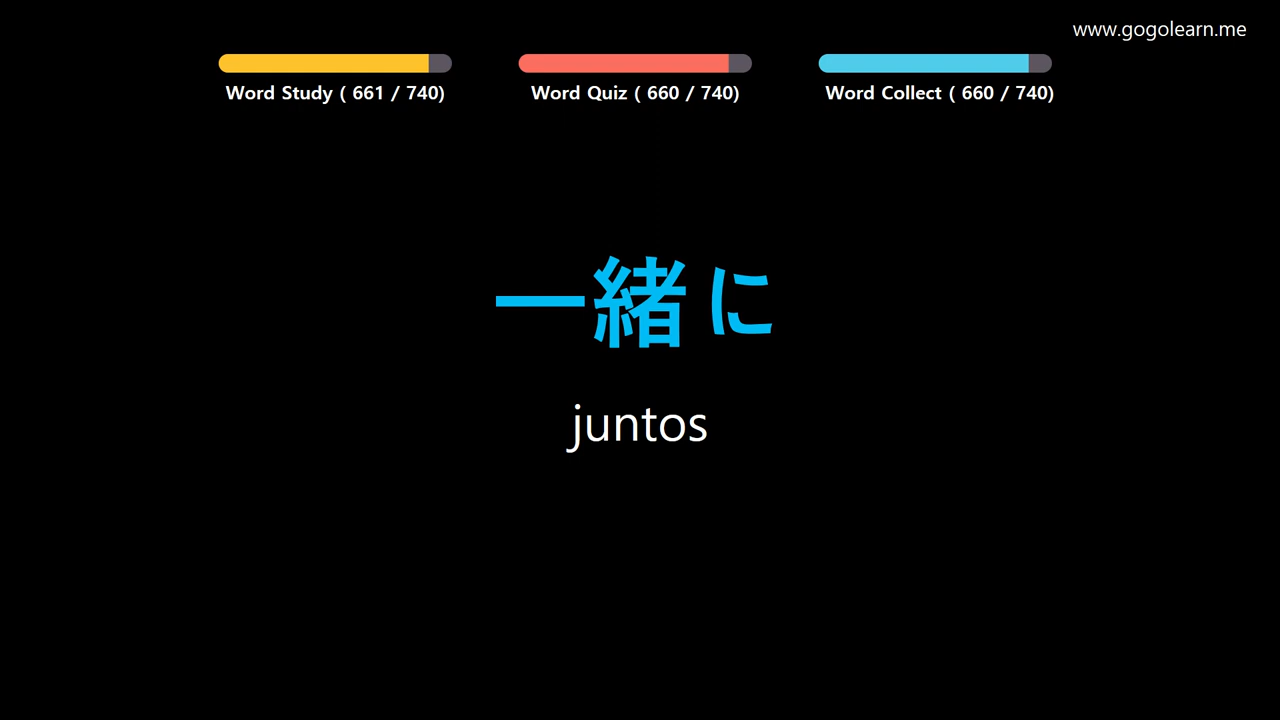 www.gogolearn.me
Word Study ( 661 / 740)
Word Quiz ( 660 / 740)
Word Collect ( 660 / 740)
一緒に
juntos